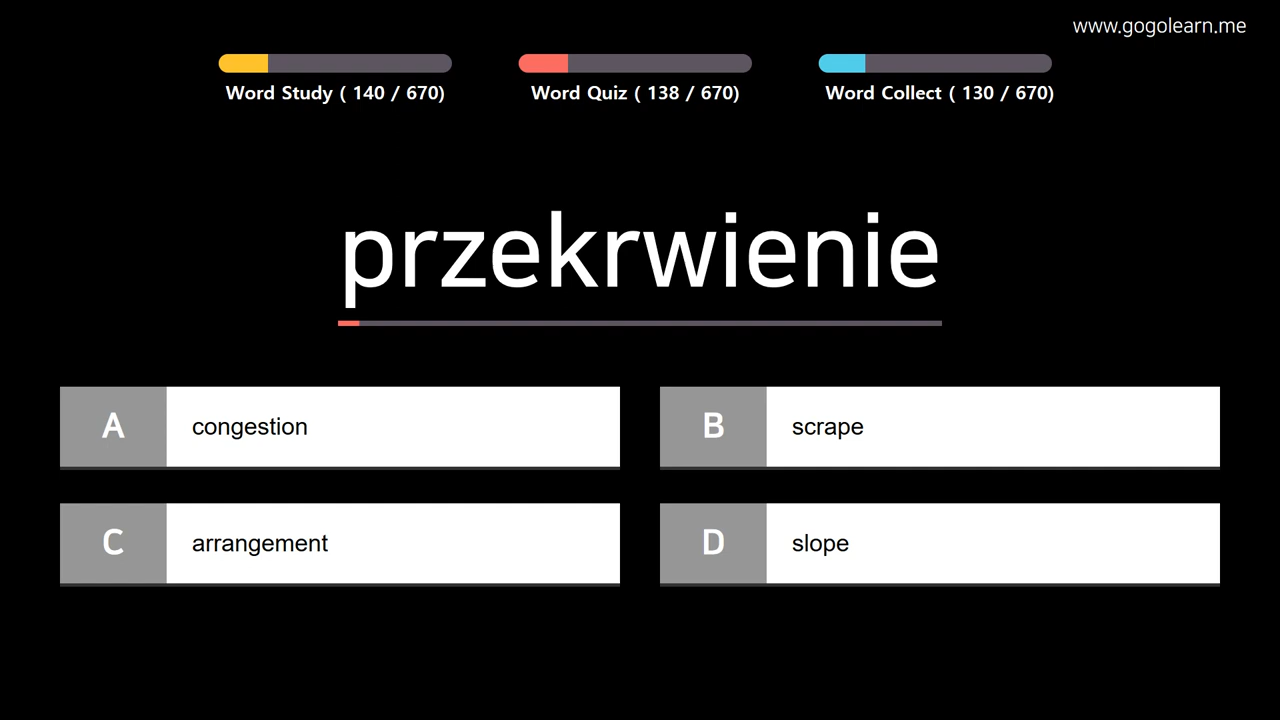 www.gogolearn.me
Word Study ( 140 / 670)
Word Quiz ( 138 / 670)
Word Collect ( 130 / 670)
przekrwienie
A congestion
B scrape
C arrangement
D slope